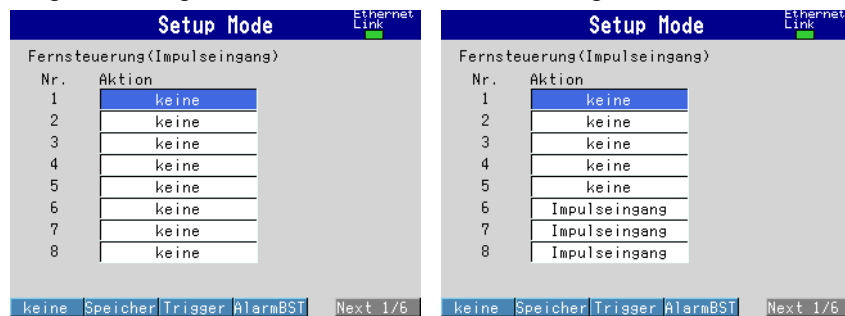 Setup Mode Ethernet Link
Fernsteuerung(Impulseingang)
Nr. Aktion
1 keine
2 keine
3 keine
4 keine
5 keine
6 keine
7 keine
8 keine
keine Speicher Trigger AlarmBST Next 1/6
Setup Mode Ethernet Link
Fernsteuerung(Impulseingang)
Nr. Aktion
1 keine
2 keine
3 keine
4 keine
5 keine
6 Impulseingang
7 Impulseingang
8 Impulseingang
keine Speicher Trigger AlarmBST Next 1/6